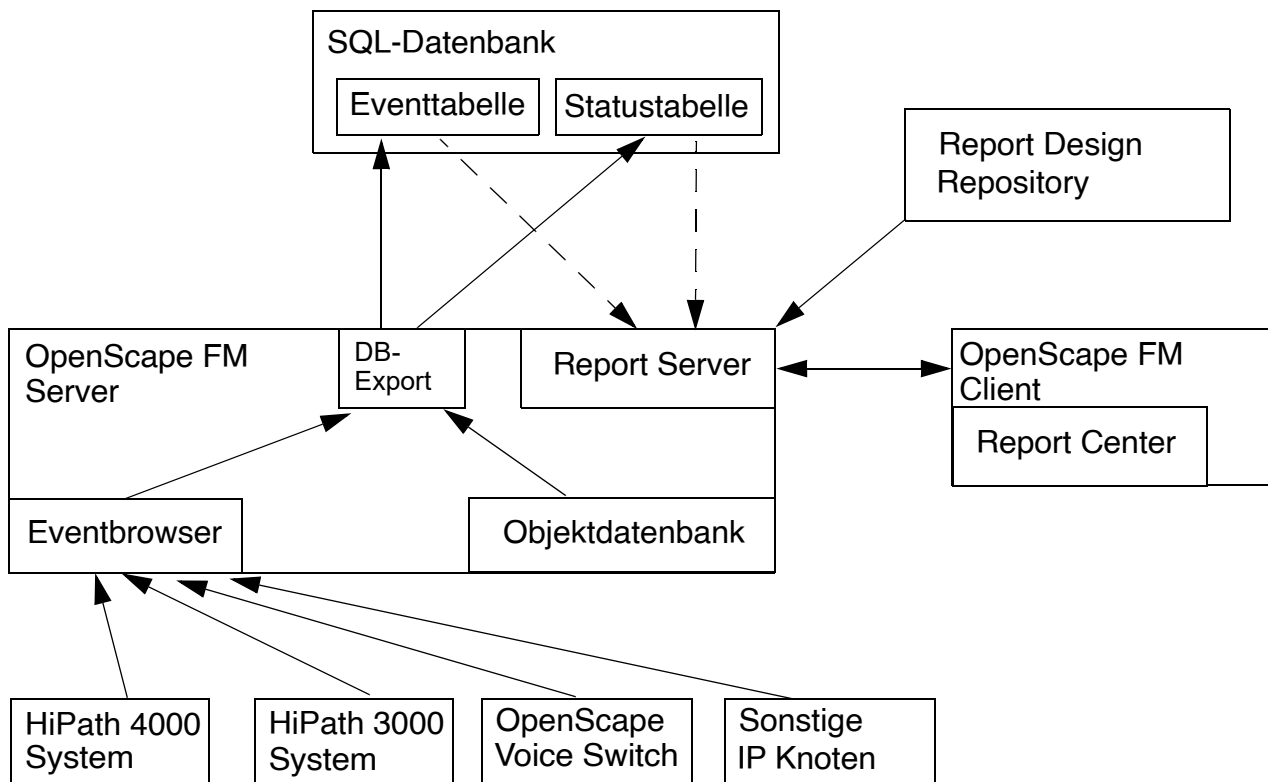 SQL-Datenbank
Eventtabelle
Statustabelle
Report Design
Repository
OpenScape FM
Server
DB-
Export
Report Server
OpenScape FM
Client
Report Center
Eventbrowser
Objektdatenbank
HiPath 4000
System
HiPath 3000
System
OpenScape
Voice Switch
Sonstige
IP Knoten